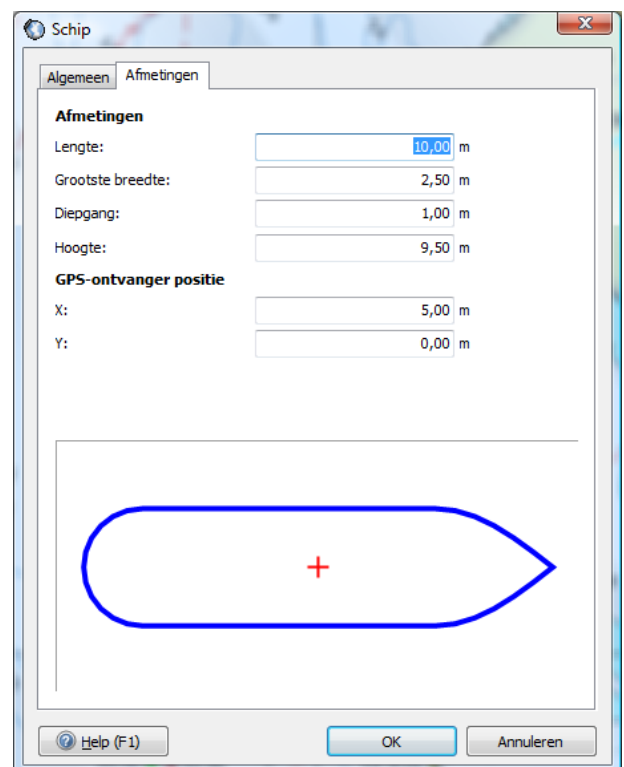 Schip
Algemeen Afmetingen
Afmetingen
Lengte: 10,00 m
Grootste breedte: 2,50 m
Diepgang: 1,00 m
Hoogte: 9,50 m
GPS-ontvanger positie
X: 5,00 m
Y: 0,00 m
Help (F1) OK Annuleren